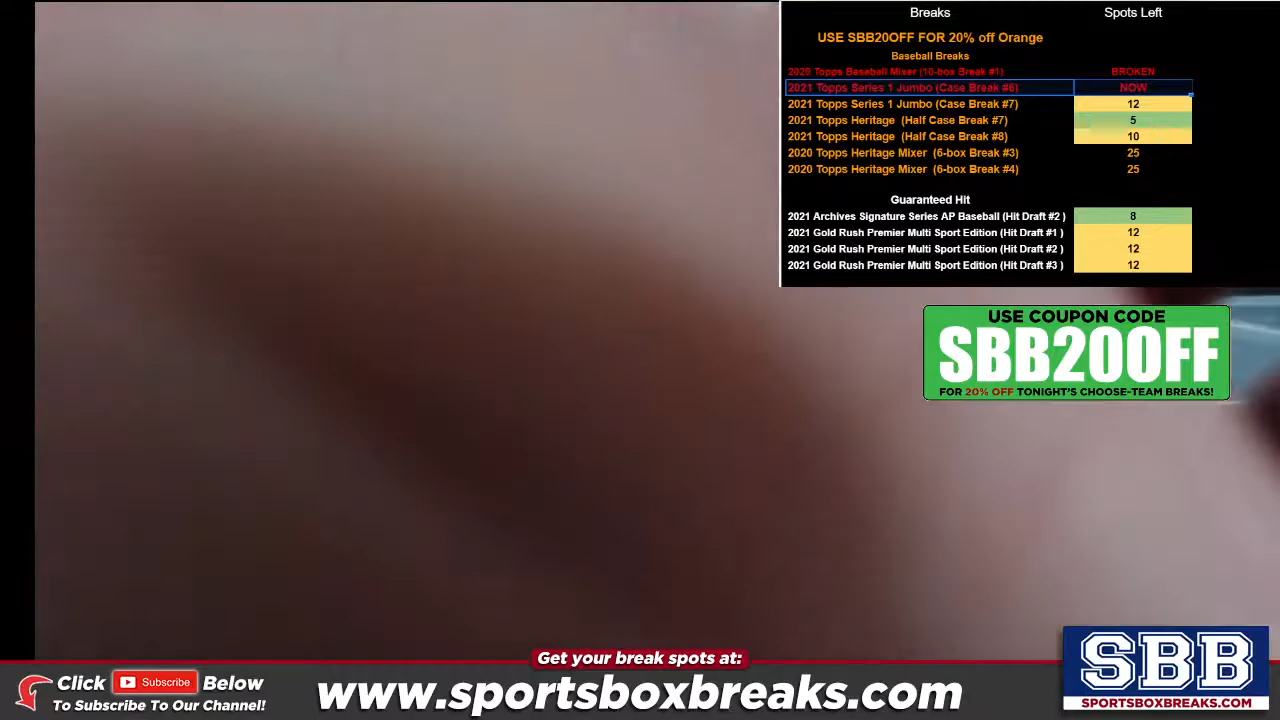 Breaks Spots Left
USE SBB20OFF FOR 20% off Orange
Baseball Breaks
2020 Topps Baseball Mixer (10-box Break #1) BROKEN
2021 Topps Series 1 Jumbo (Case Break #6) NOW
2021 Topps Series 1 Jumbo (Case Break #7) 12
2021 Topps Heritage (Half Case Break #7) 5
2021 Topps Heritage (Half Case Break #8) 10
2020 Topps Heritage Mixer (6-box Break #3) 25
2020 Topps Heritage Mixer (6-box Break #4) 25
Guaranteed Hit
2021 Archives Signature Series AP Baseball (Hit Draft #2 ) 8
2021 Gold Rush Premier Multi Sport Edition (Hit Draft #1 ) 12
2021 Gold Rush Premier Multi Sport Edition (Hit Draft #2 ) 12
2021 Gold Rush Premier Multi Sport Edition (Hit Draft #3 ) 12
USE COUPON CODE
SBB20OFF
FOR 20% OFF TONIGHT'S CHOOSE-TEAM BREAKS!
Get your break spots at:
Click Subscribe Below
To Subscribe To Our Channel!
www.sportsboxbreaks.com
SBB
SPORTSBOXBREAKS.COM